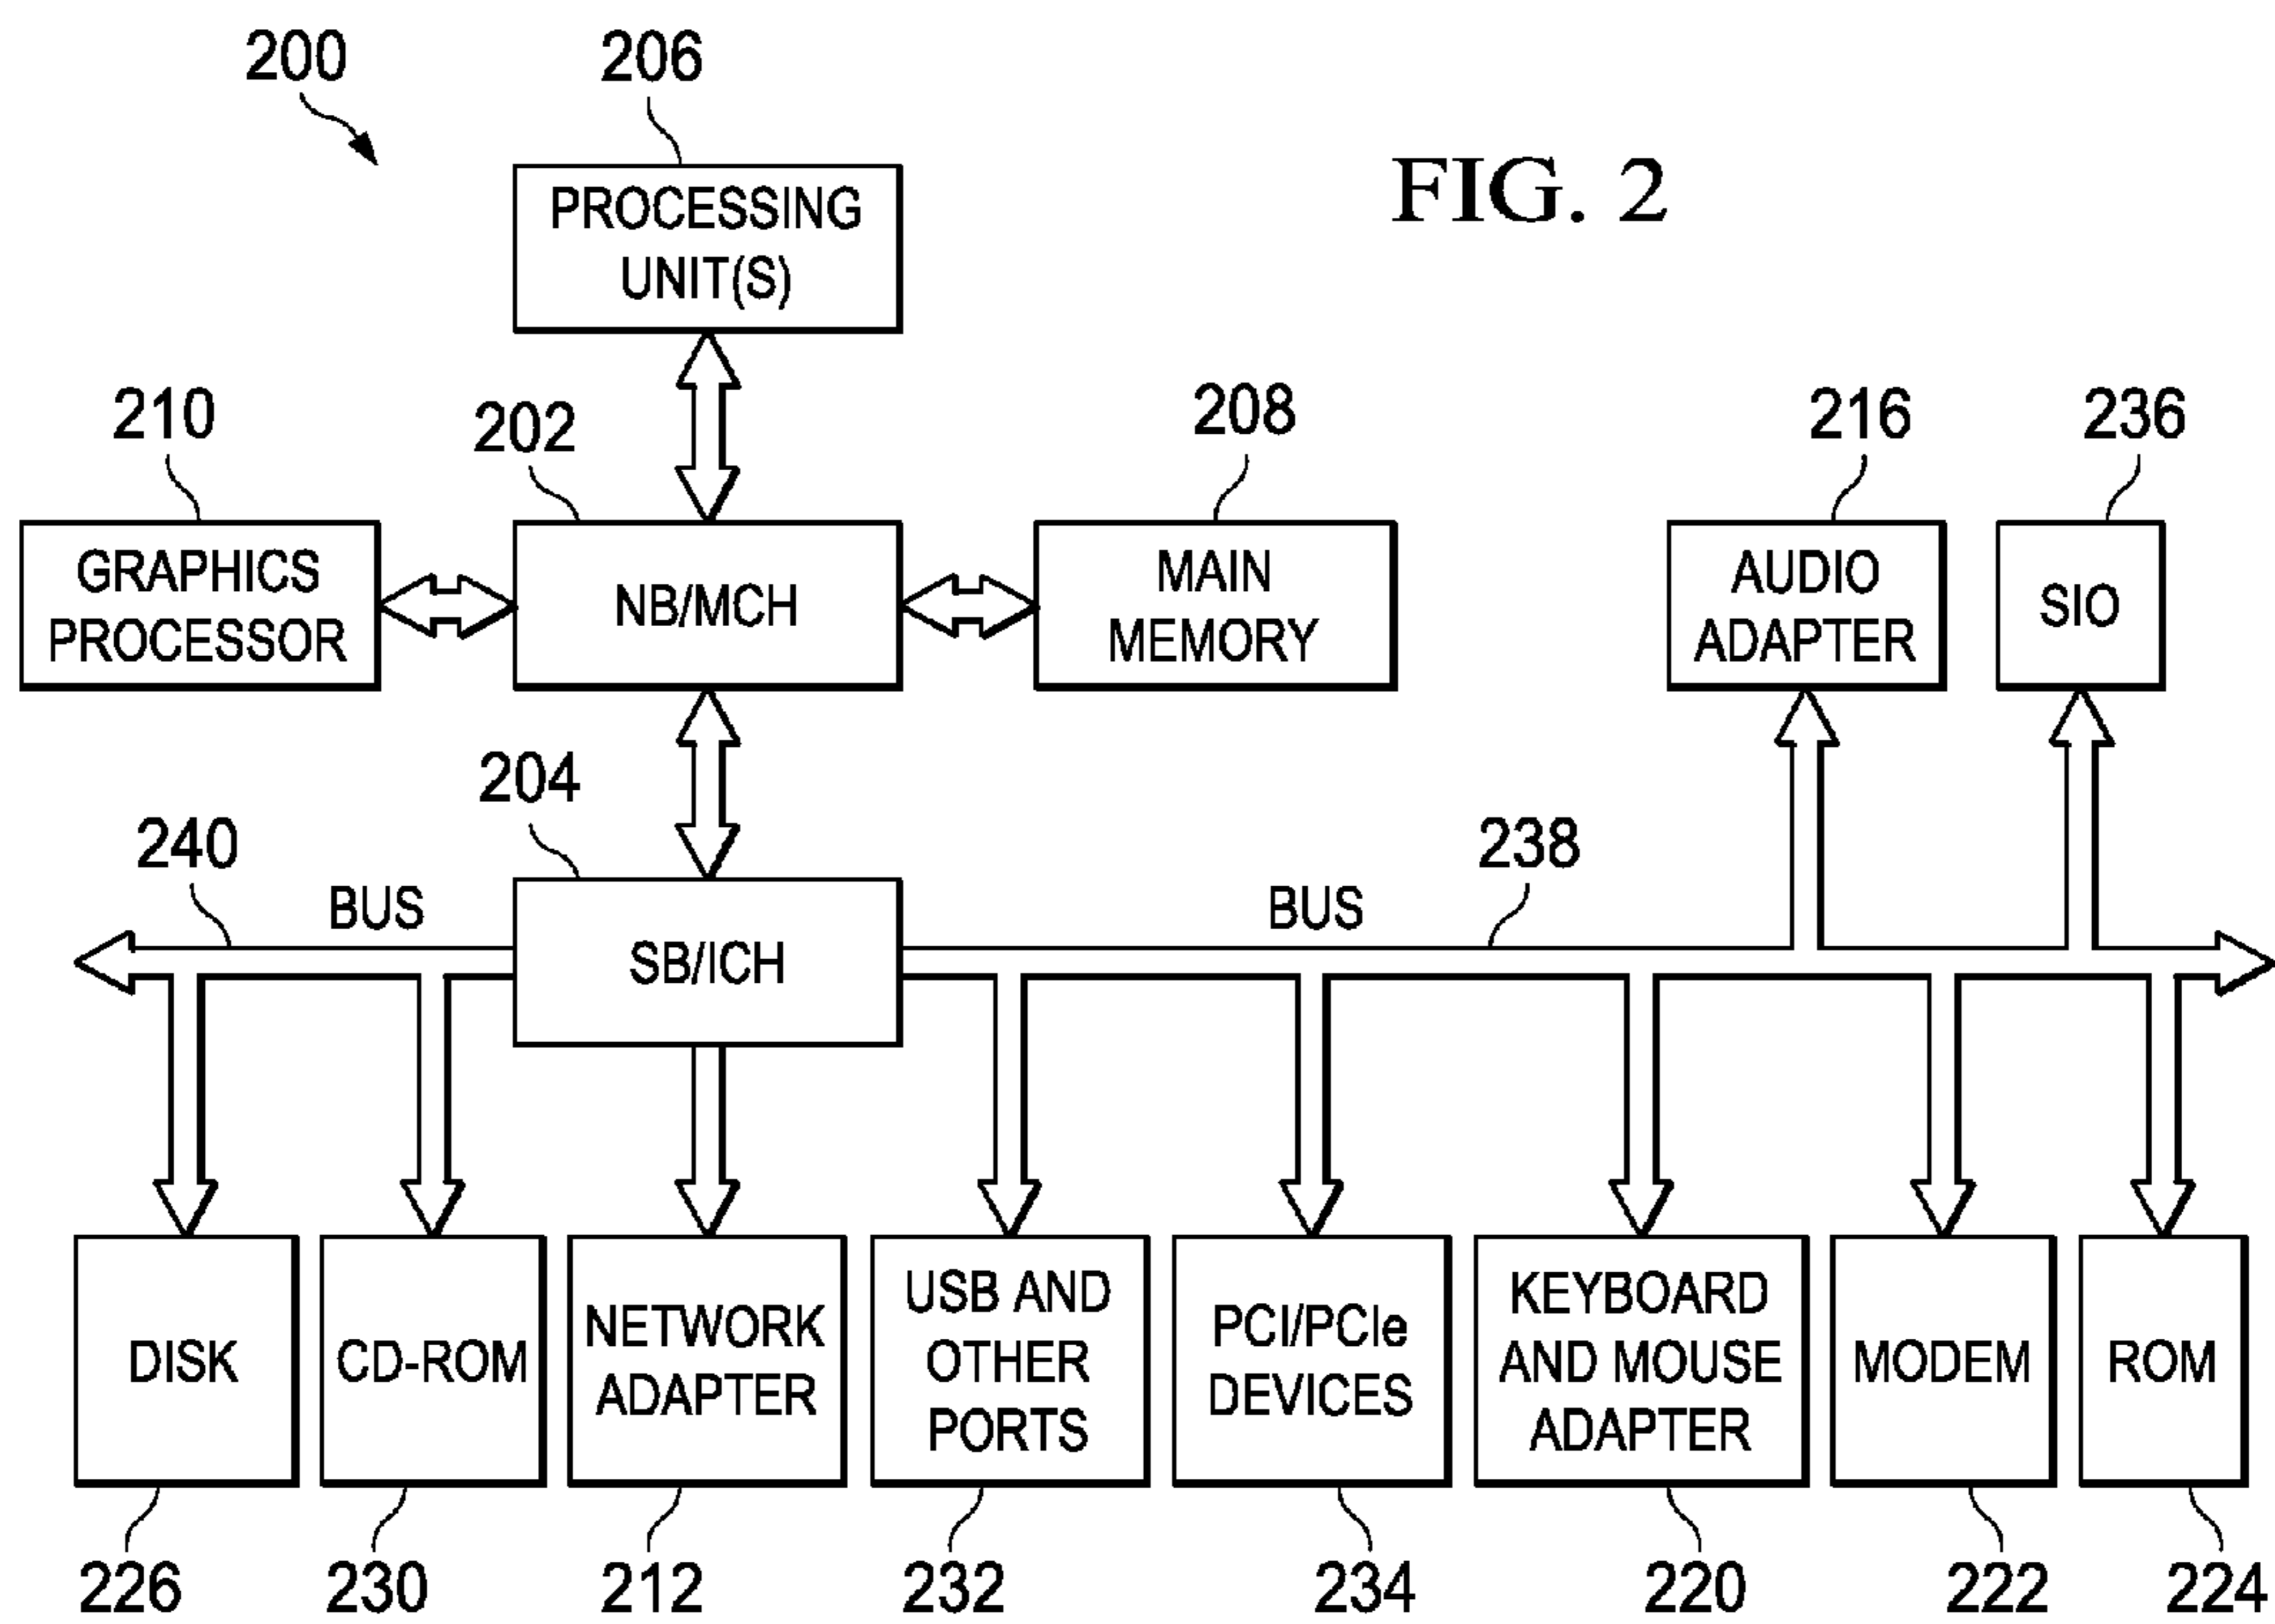 200
206
FIG. 2
PROCESSING
UNIT(S)
210
202
208
216
236
GRAPHICS
PROCESSOR
NB/MCH
MAIN
MEMORY
AUDIO
ADAPTER
SIO
204
240
238
BUS
BUS
SB/ICH
DISK
CD-ROM
NETWORK
ADAPTER
USB AND
OTHER
PORTS
PCI/PCIe
DEVICES
KEYBOARD
AND MOUSE
ADAPTER
MODEM
ROM
226
230
212
232
234
220
222
224